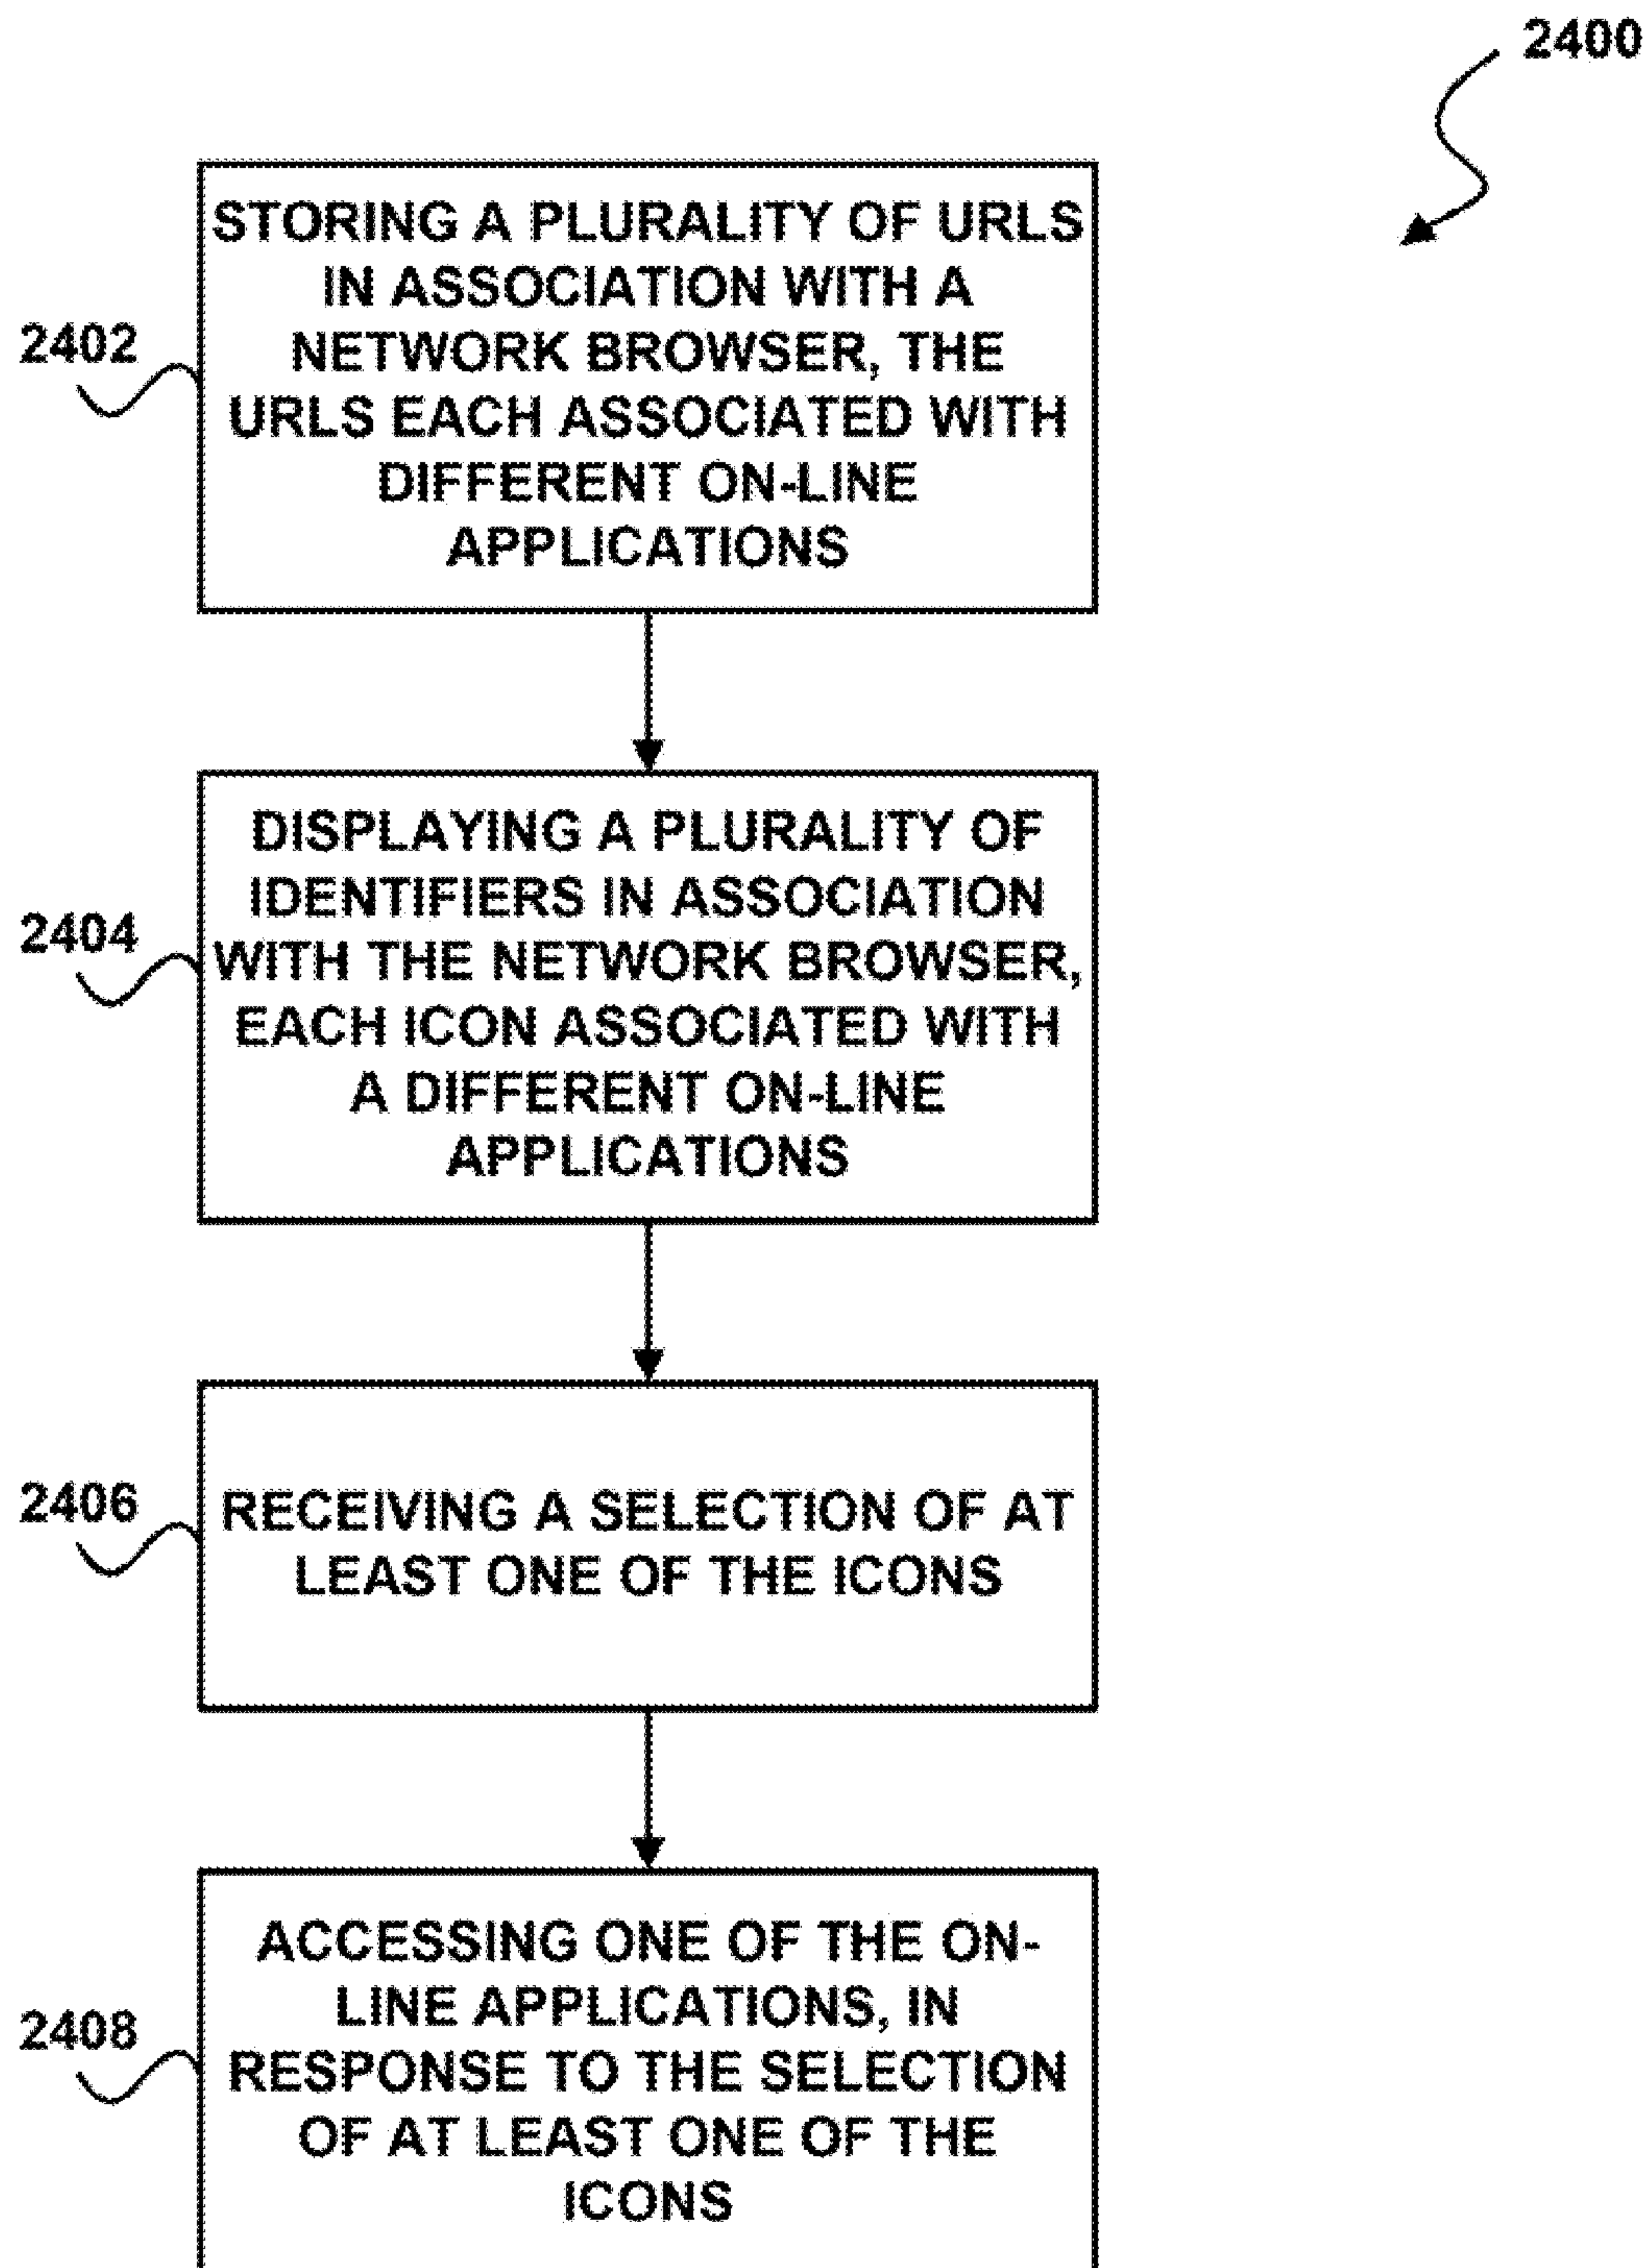 2400
STORING A PLURALITY OF URLS
IN ASSOCIATION WITH A
NETWORK BROWSER, THE
URLS EACH ASSOCIATED WITH
DIFFERENT ON-LINE
APPLICATIONS
2402
DISPLAYING A PLURALITY OF
IDENTIFIERS IN ASSOCIATION
WITH THE NETWORK BROWSER,
EACH ICON ASSOCIATED WITH
A DIFFERENT ON-LINE
APPLICATIONS
2404
RECEIVING A SELECTION OF AT
LEAST ONE OF THE ICONS
2406
ACCESSING ONE OF THE ON-
LINE APPLICATIONS, IN
RESPONSE TO THE SELECTION
OF AT LEAST ONE OF THE
ICONS
2408